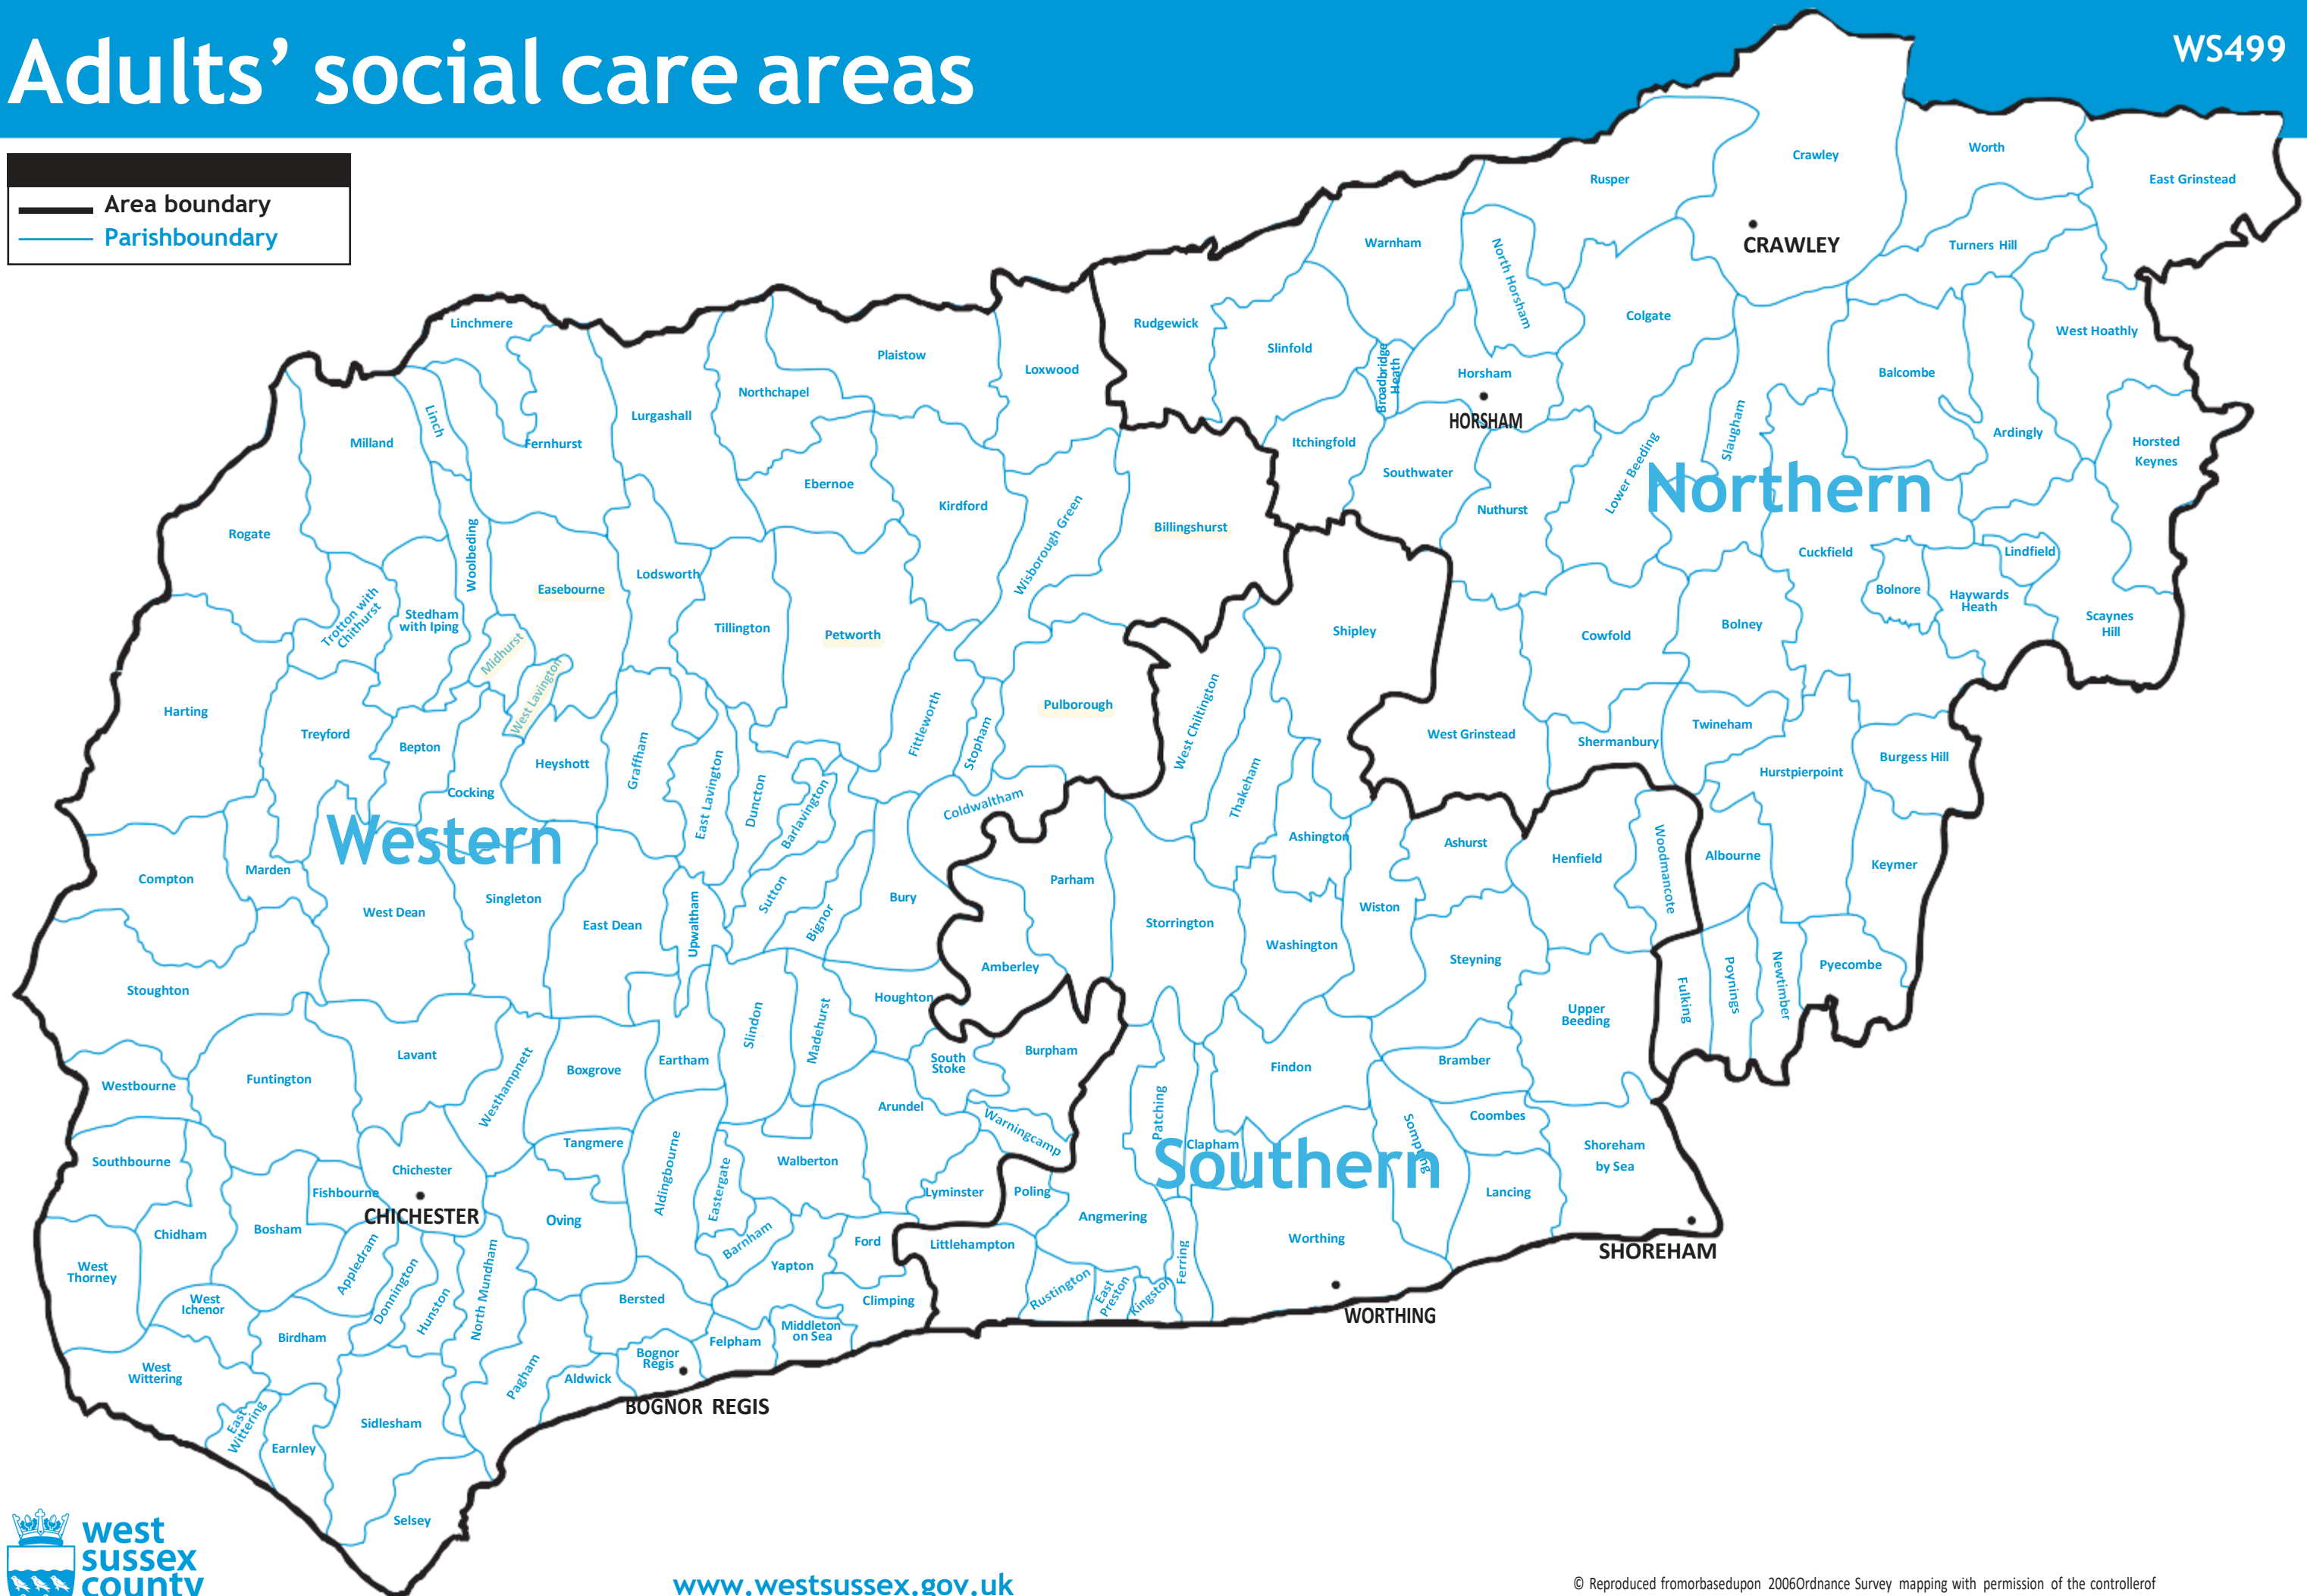 Adults’ social care areas
WS499
Area boundary
Parishboundary
Crawley
Worth
East Grinstead
Rusper
CRAWLEY
Turners Hill
Warnham
North Horsham
Colgate
West Hoathly
Linchmere
Rudgewick
Slinfold
Plaistow
Loxwood
Broadbridge
Heath
Horsham
HORSHAM
Balcombe
Northchapel
Lurgashall
Linch
Milland
Fernhurst
Itchingfold
Slaugham
Ardingly
Horsted
Keynes
Southwater
Lower Beeding
Northern
Ebernoe
Kirdford
Wisborough Green
Billingshurst
Nuthurst
Rogate
Woolbeding
Cuckfield
Lindfield
Lodsworth
Easebourne
Bolnore
Haywards
Heath
Trotton with
Chithurst
Stedham
with Iping
Tillington
Petworth
Shipley
Cowfold
Bolney
Scaynes
Hill
Midhurst
West Lavington
Harting
Treyford
Bepton
Heyshott
Graffham
Fittleworth
Stopham
Pulborough
West Chiltington
West Grinstead
Shermanbury
Twineham
Burgess Hill
Hurstpierpoint
Cocking
East Lavington
Duncton
Barlavington
Coldwaltham
Thakeham
Western
Ashington
Ashurst
Henfield
Woodmancote
Albourne
Keymer
Compton
Marden
West Dean
Singleton
East Dean
Upwaltham
Sutton
Bignor
Bury
Parham
Storrington
Wiston
Washington
Steyning
Amberley
Pyecombe
Stoughton
Houghton
Slindon
Madehurst
Upper
Beeding
Fulking
Poynings
Newtimber
Lavant
Westhampnett
Boxgrove
Eartham
South
Stoke
Burpham
Findon
Bramber
Westbourne
Funtington
Arundel
Warningcamp
Patching
Clapham
Sompting
Coombes
Shoreham
by Sea
Southern
Southbourne
Chichester
Tangmere
Aldingbourne
Eastergate
Walberton
Fishbourne
CHICHESTER
Lyminster
Poling
Lancing
Chidham
Bosham
Oving
Barnham
Ford
Littlehampton
Angmering
Ferring
Worthing
SHOREHAM
West
Thorney
Appledram
Donnington
Hunston
North Mundham
Yapton
West
Ichenor
Bersted
Climping
Rustington
East
Preston
Kingston
WORTHING
Birdham
Felpham
Middleton
on Sea
West
Wittering
Pagham
Aldwick
Bognor
Regis
BOGNOR REGIS
East
Wittering
Earnley
Sidlesham
Selsey
west
sussex
county
www.westsussex.gov.uk
© Reproduced fromorbasedupon 2006Ordnance Survey mapping with permission of the controllerof